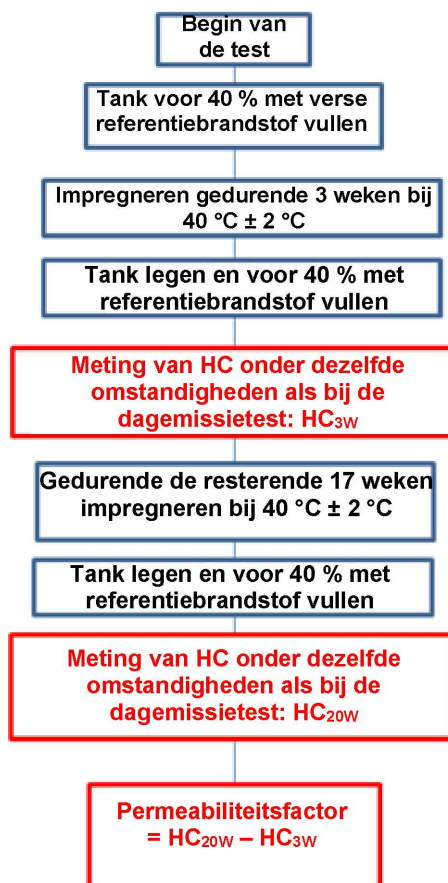 Begin van
de test
Tank voor 40 % met verse
referentiebrandstof vullen
Impregneren gedurende 3 weken bij
40 °C ± 2 °C
Tank legen en voor 40 % met
referentiebrandstof vullen
Meting van HC onder dezelfde
omstandigheden als bij de
dagemissietest: HC3W
Gedurende de resterende 17 weken
impregneren bij 40 °C ± 2 °C
Tank legen en voor 40 % met
referentiebrandstof vullen
Meting van HC onder dezelfde
omstandigheden als bij de
dagemissietest: HC20W
Permeabiliteitsfactor
= HC20W – HC3W